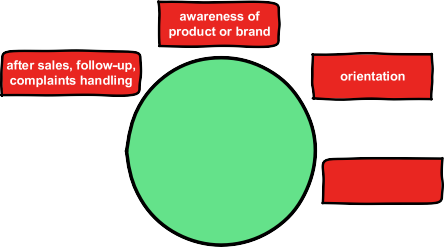 awareness of
product or brand
after sales, follow-up,
complaints handling
orientation